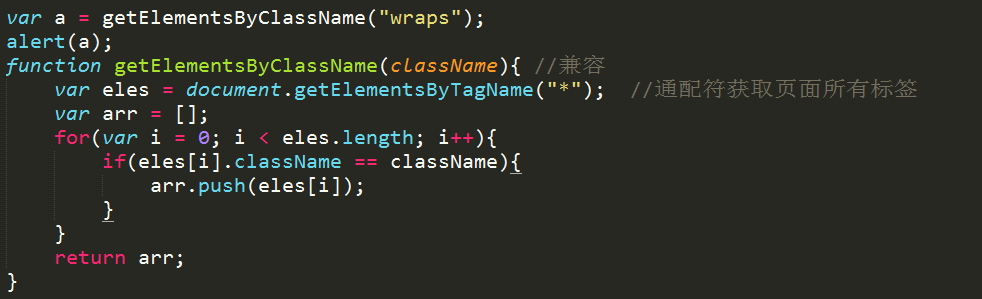 var a = getElementsByClassName("wraps");
alert(a);
function getElementsByClassName(className){ //兼容
    var eles = document.getElementsByTagName("*");  //通配符获取页面所有标签
    var arr = [];
    for(var i = 0; i < eles.length; i++){
        if(eles[i].className == className){
            arr.push(eles[i]);
        }
    }
    return arr;
}